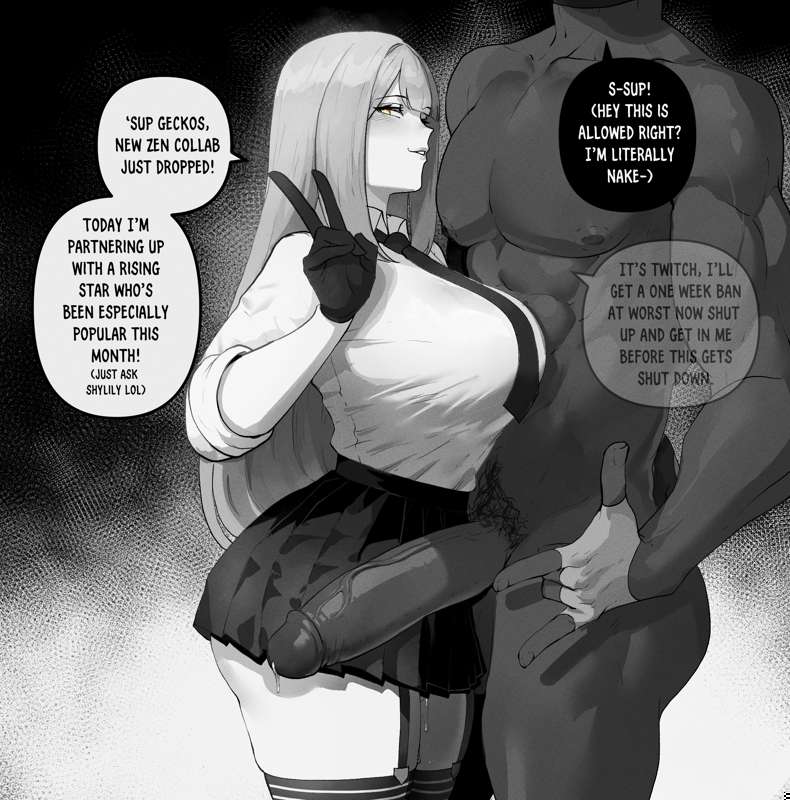 'SUP GECKOS,
NEW ZEN COLLAB
JUST DROPPED!
TODAY I'M
PARTNERING UP
WITH A RISING
STAR WHO'S
BEEN ESPECIALLY
POPULAR THIS
MONTH!
(JUST ASK
SHYLILY LOL)
S-SUP!
(HEY THIS IS
ALLOWED RIGHT?
I'M LITERALLY
NAKE-)
IT'S TWITCH, I'LL
GET A ONE WEEK BAN
AT WORST NOW SHUT
UP AND GET IN ME
BEFORE THIS GETS
SHUT DOWN.